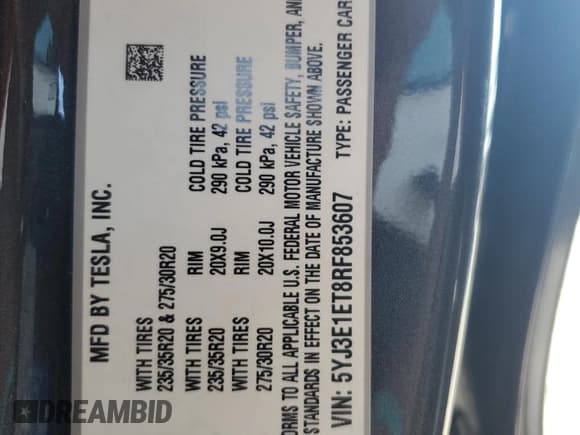 MFD BY TESLA, INC.
WITH TIRES
235/35R20 & 275/30R20
WITH TIRES RIM COLD TIRE PRESSURE
235/35R20 20X9.0J 290 kPa, 42 psi
WITH TIRES RIM COLD TIRE PRESSURE
275/30R20 20X10.0J 290 kPa, 42 psi
ORMS TO ALL APPLICABLE U.S. FEDERAL MOTOR VEHICLE SAFETY, BUMPER, AND
STANDARDS IN EFFECT ON THE DATE OF MANUFACTURE SHOWN ABOVE.
VIN: 5YJ3E1ET8RF853607 TYPE: PASSENGER CAR
DREAMBID